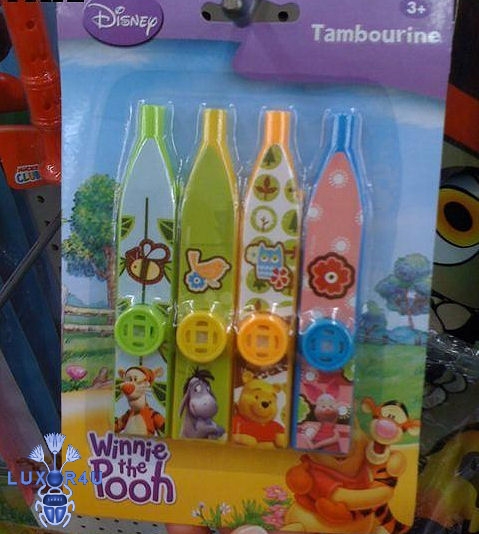 Disney
3+
Tambourine
CLUB
Winnie
the
Pooh
LUXOR4U